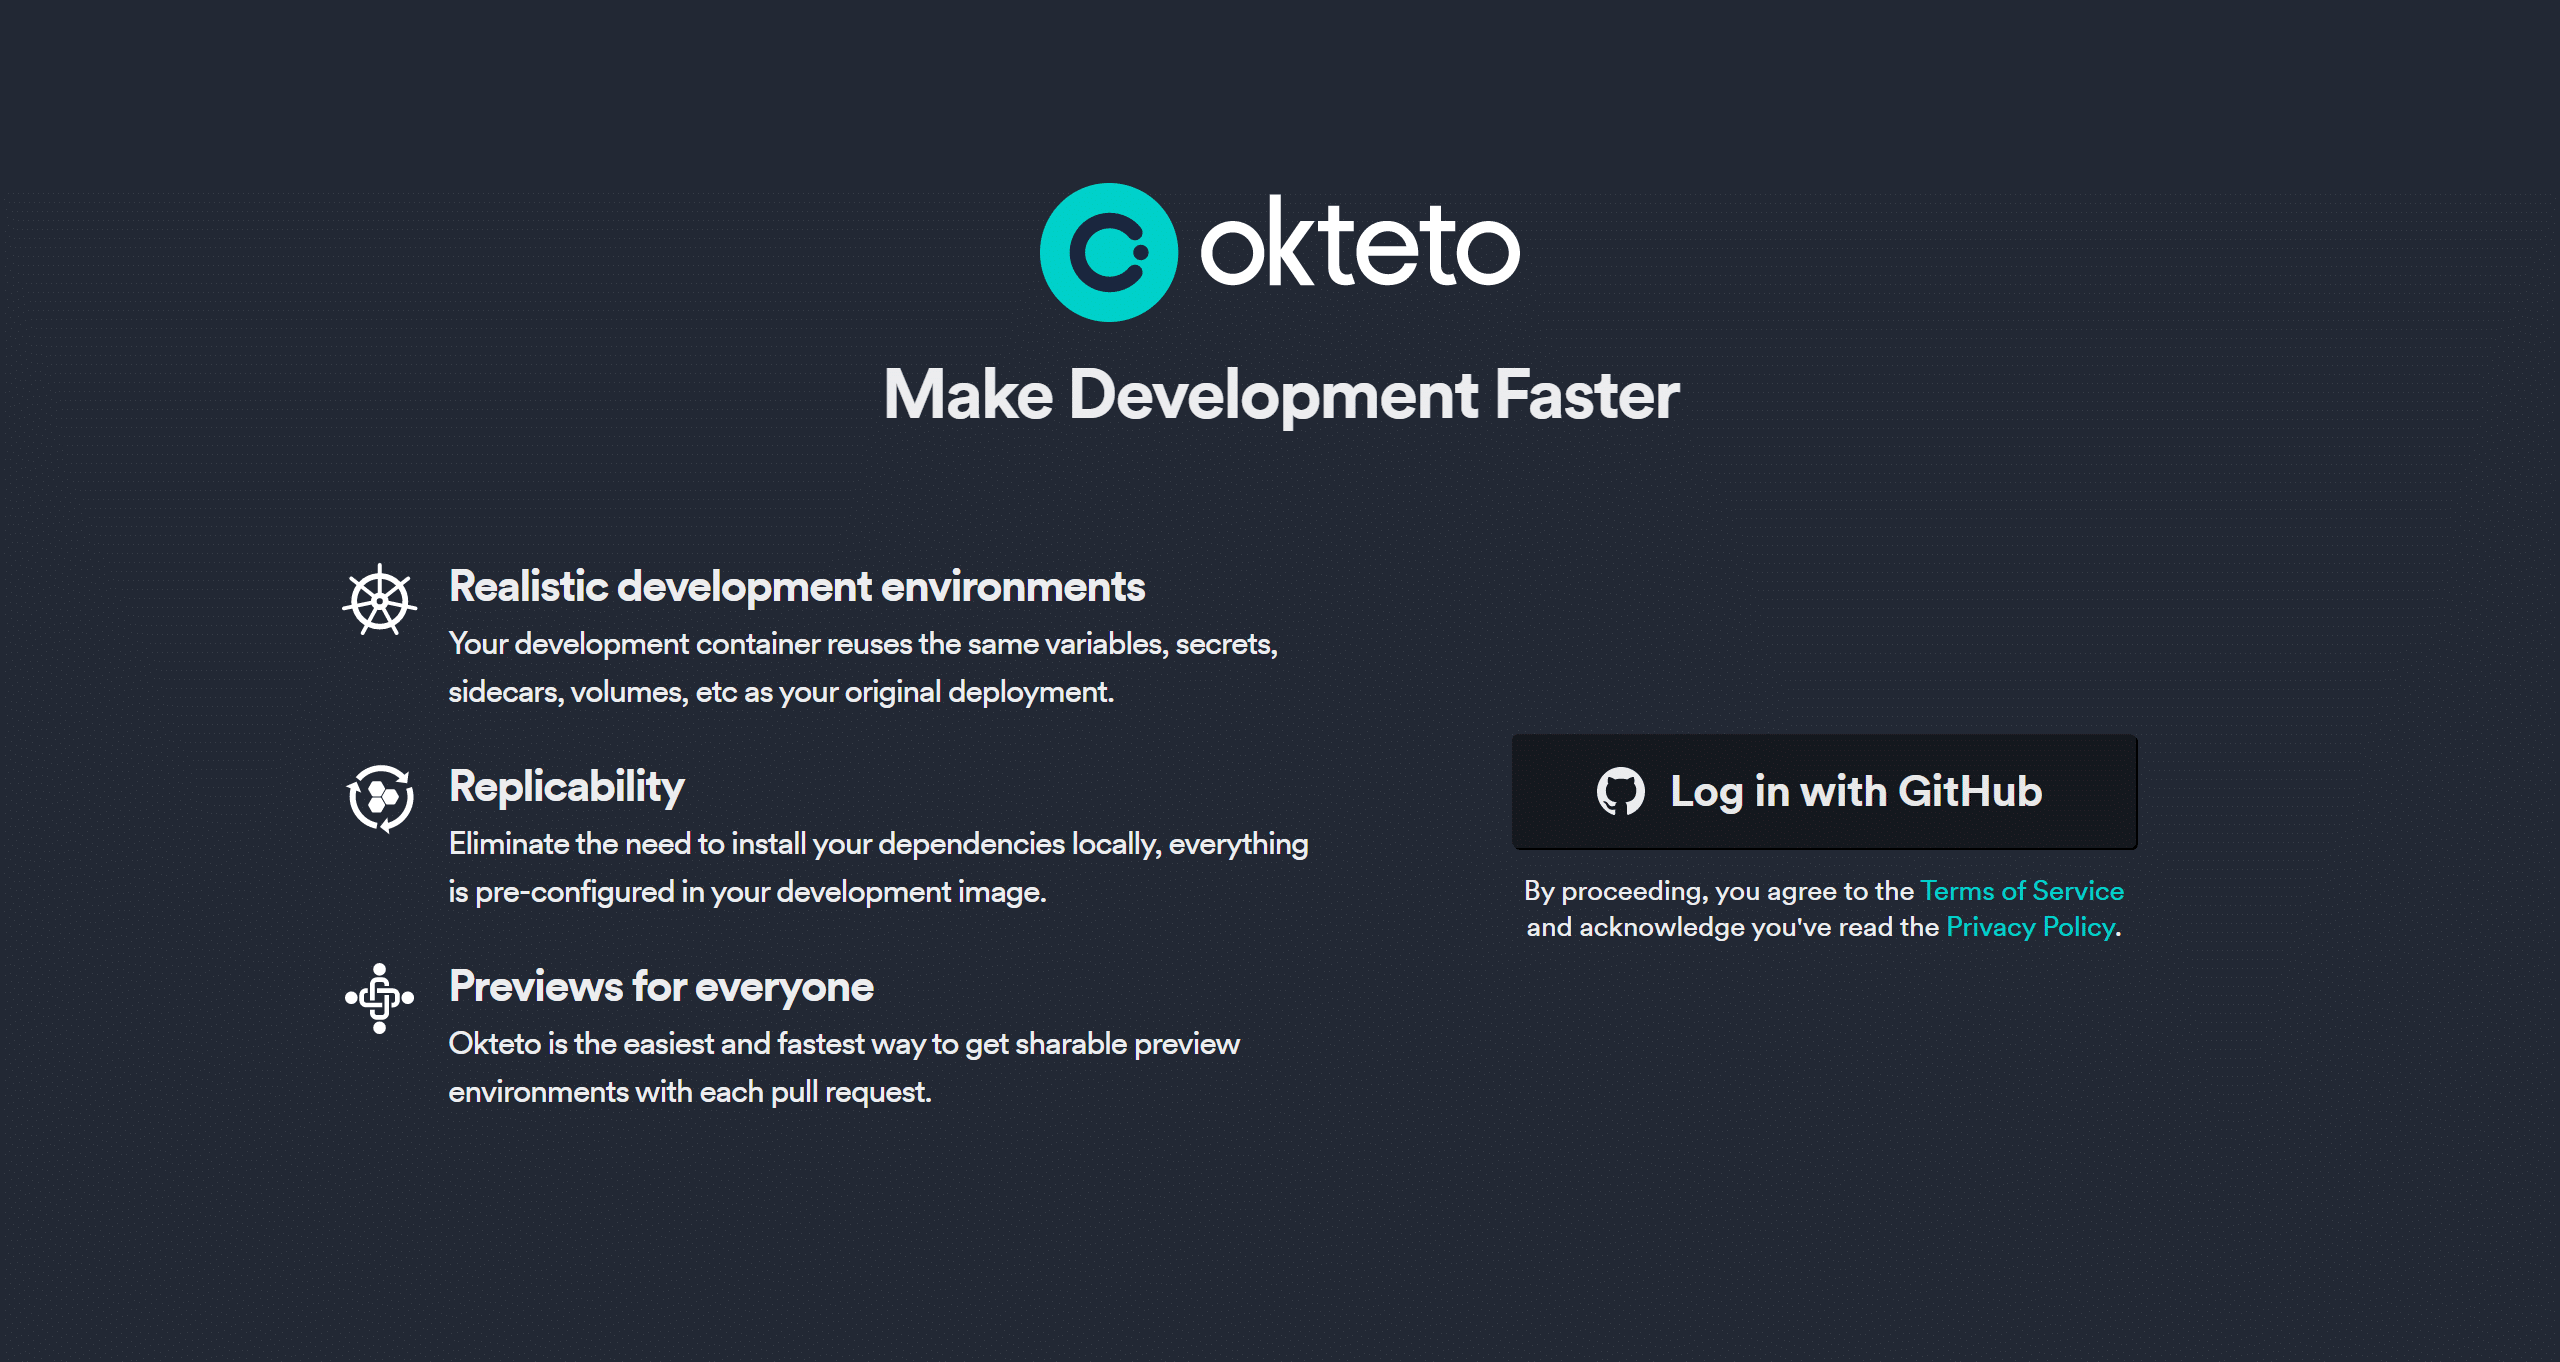 okteto
Make Development Faster
Realistic development environments
Your development container reuses the same variables, secrets,
sidecars, volumes, etc as your original deployment.
Replicability
Eliminate the need to install your dependencies locally, everything
is pre-configured in your development image.
Previews for everyone
Okteto is the easiest and fastest way to get sharable preview
environments with each pull request.
Log in with GitHub
By proceeding, you agree to the Terms of Service
and acknowledge you've read the Privacy Policy.